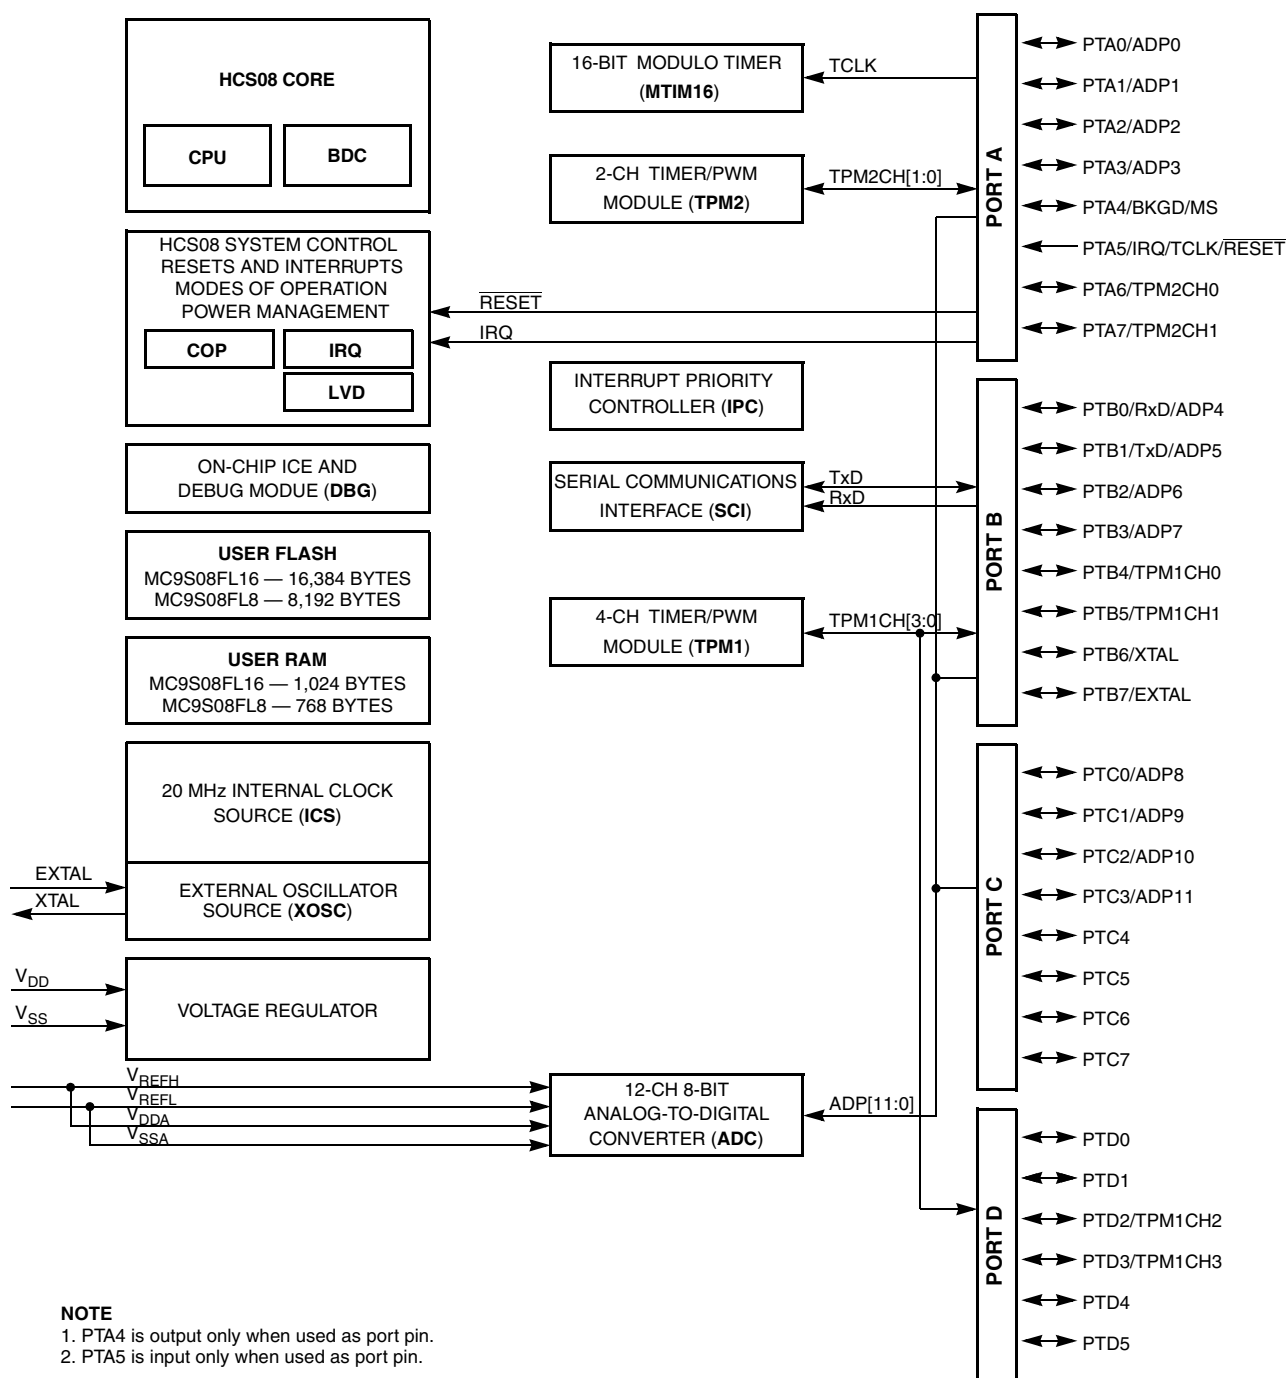 HCS08 CORE
CPU
BDC
HCS08 SYSTEM CONTROL
RESETS AND INTERRUPTS
MODES OF OPERATION
POWER MANAGEMENT
COP
IRQ
LVD
ON-CHIP ICE AND
DEBUG MODUE (DBG)
USER FLASH
MC9S08FL16 — 16,384 BYTES
MC9S08FL8 — 8,192 BYTES
USER RAM
MC9S08FL16 — 1,024 BYTES
MC9S08FL8 — 768 BYTES
20 MHz INTERNAL CLOCK
SOURCE (ICS)
EXTAL
XTAL
EXTERNAL OSCILLATOR
SOURCE (XOSC)
VDD
VSS
VOLTAGE REGULATOR
VREFH
VREFL
VDDA
VSSA
16-BIT MODULO TIMER
(MTIM16)
TCLK
2-CH TIMER/PWM
MODULE (TPM2)
TPM2CH[1:0]
RESET
IRQ
INTERRUPT PRIORITY
CONTROLLER (IPC)
SERIAL COMMUNICATIONS
INTERFACE (SCI)
TxD
RxD
4-CH TIMER/PWM
MODULE (TPM1)
TPM1CH[3:0]
12-CH 8-BIT
ANALOG-TO-DIGITAL
CONVERTER (ADC)
ADP[11:0]
PORT A
PTA0/ADP0
PTA1/ADP1
PTA2/ADP2
PTA3/ADP3
PTA4/BKGD/MS
PTA5/IRQ/TCLK/RESET
PTA6/TPM2CH0
PTA7/TPM2CH1
PORT B
PTB0/RxD/ADP4
PTB1/TxD/ADP5
PTB2/ADP6
PTB3/ADP7
PTB4/TPM1CH0
PTB5/TPM1CH1
PTB6/XTAL
PTB7/EXTAL
PORT C
PTC0/ADP8
PTC1/ADP9
PTC2/ADP10
PTC3/ADP11
PTC4
PTC5
PTC6
PTC7
PORT D
PTD0
PTD1
PTD2/TPM1CH2
PTD3/TPM1CH3
PTD4
PTD5
NOTE
1. PTA4 is output only when used as port pin.
2. PTA5 is input only when used as port pin.